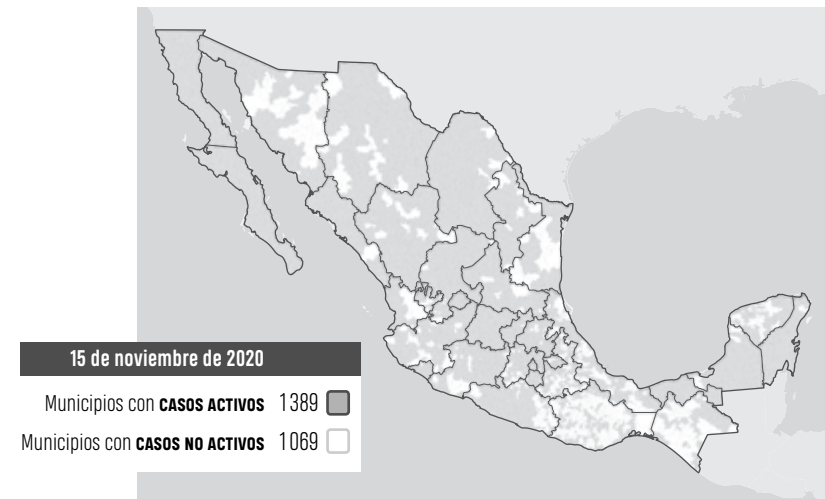 15 de noviembre de 2020
Municipios con CASOS ACTIVOS 1389
Municipios con CASOS NO ACTIVOS 1069